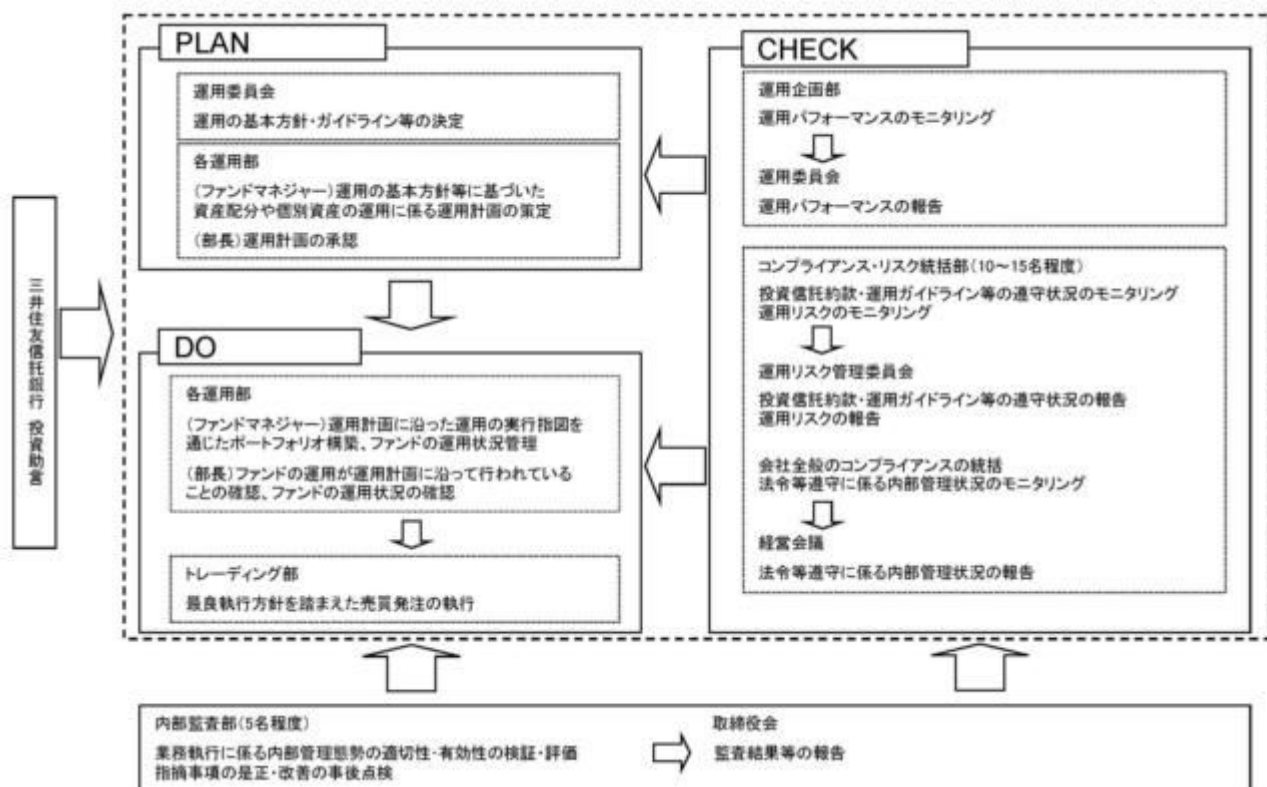 三井住友信託銀行 投資助言
PLAN
運用委員会
運用の基本方針・ガイドライン等の決定
各運用部
(ファンドマネジャー)運用の基本方針等に基づいた
資産配分や個別資産の運用に係る運用計画の策定
(部長)運用計画の承認
DO
各運用部
(ファンドマネジャー)運用計画に沿った運用の実行指図を
通じたポートフォリオ構築、ファンドの運用状況管理
(部長)ファンドの運用が運用計画に沿って行われている
ことの確認、ファンドの運用状況の確認
トレーディング部
最良執行方針を踏まえた売買発注の執行
CHECK
運用企画部
運用パフォーマンスのモニタリング
運用委員会
運用パフォーマンスの報告
コンプライアンス・リスク統括部(10~15名程度)
投資信託約款・運用ガイドライン等の遵守状況のモニタリング
運用リスクのモニタリング
運用リスク管理委員会
投資信託約款・運用ガイドライン等の遵守状況の報告
運用リスクの報告
会社全般のコンプライアンスの統括
法令等遵守に係る内部管理状況のモニタリング
経営会議
法令等遵守に係る内部管理状況の報告
内部監査部(5名程度)
業務執行に係る内部管理態勢の適切性・有効性の検証・評価
指摘事項の是正・改善の事後点検
取締役会
監査結果等の報告